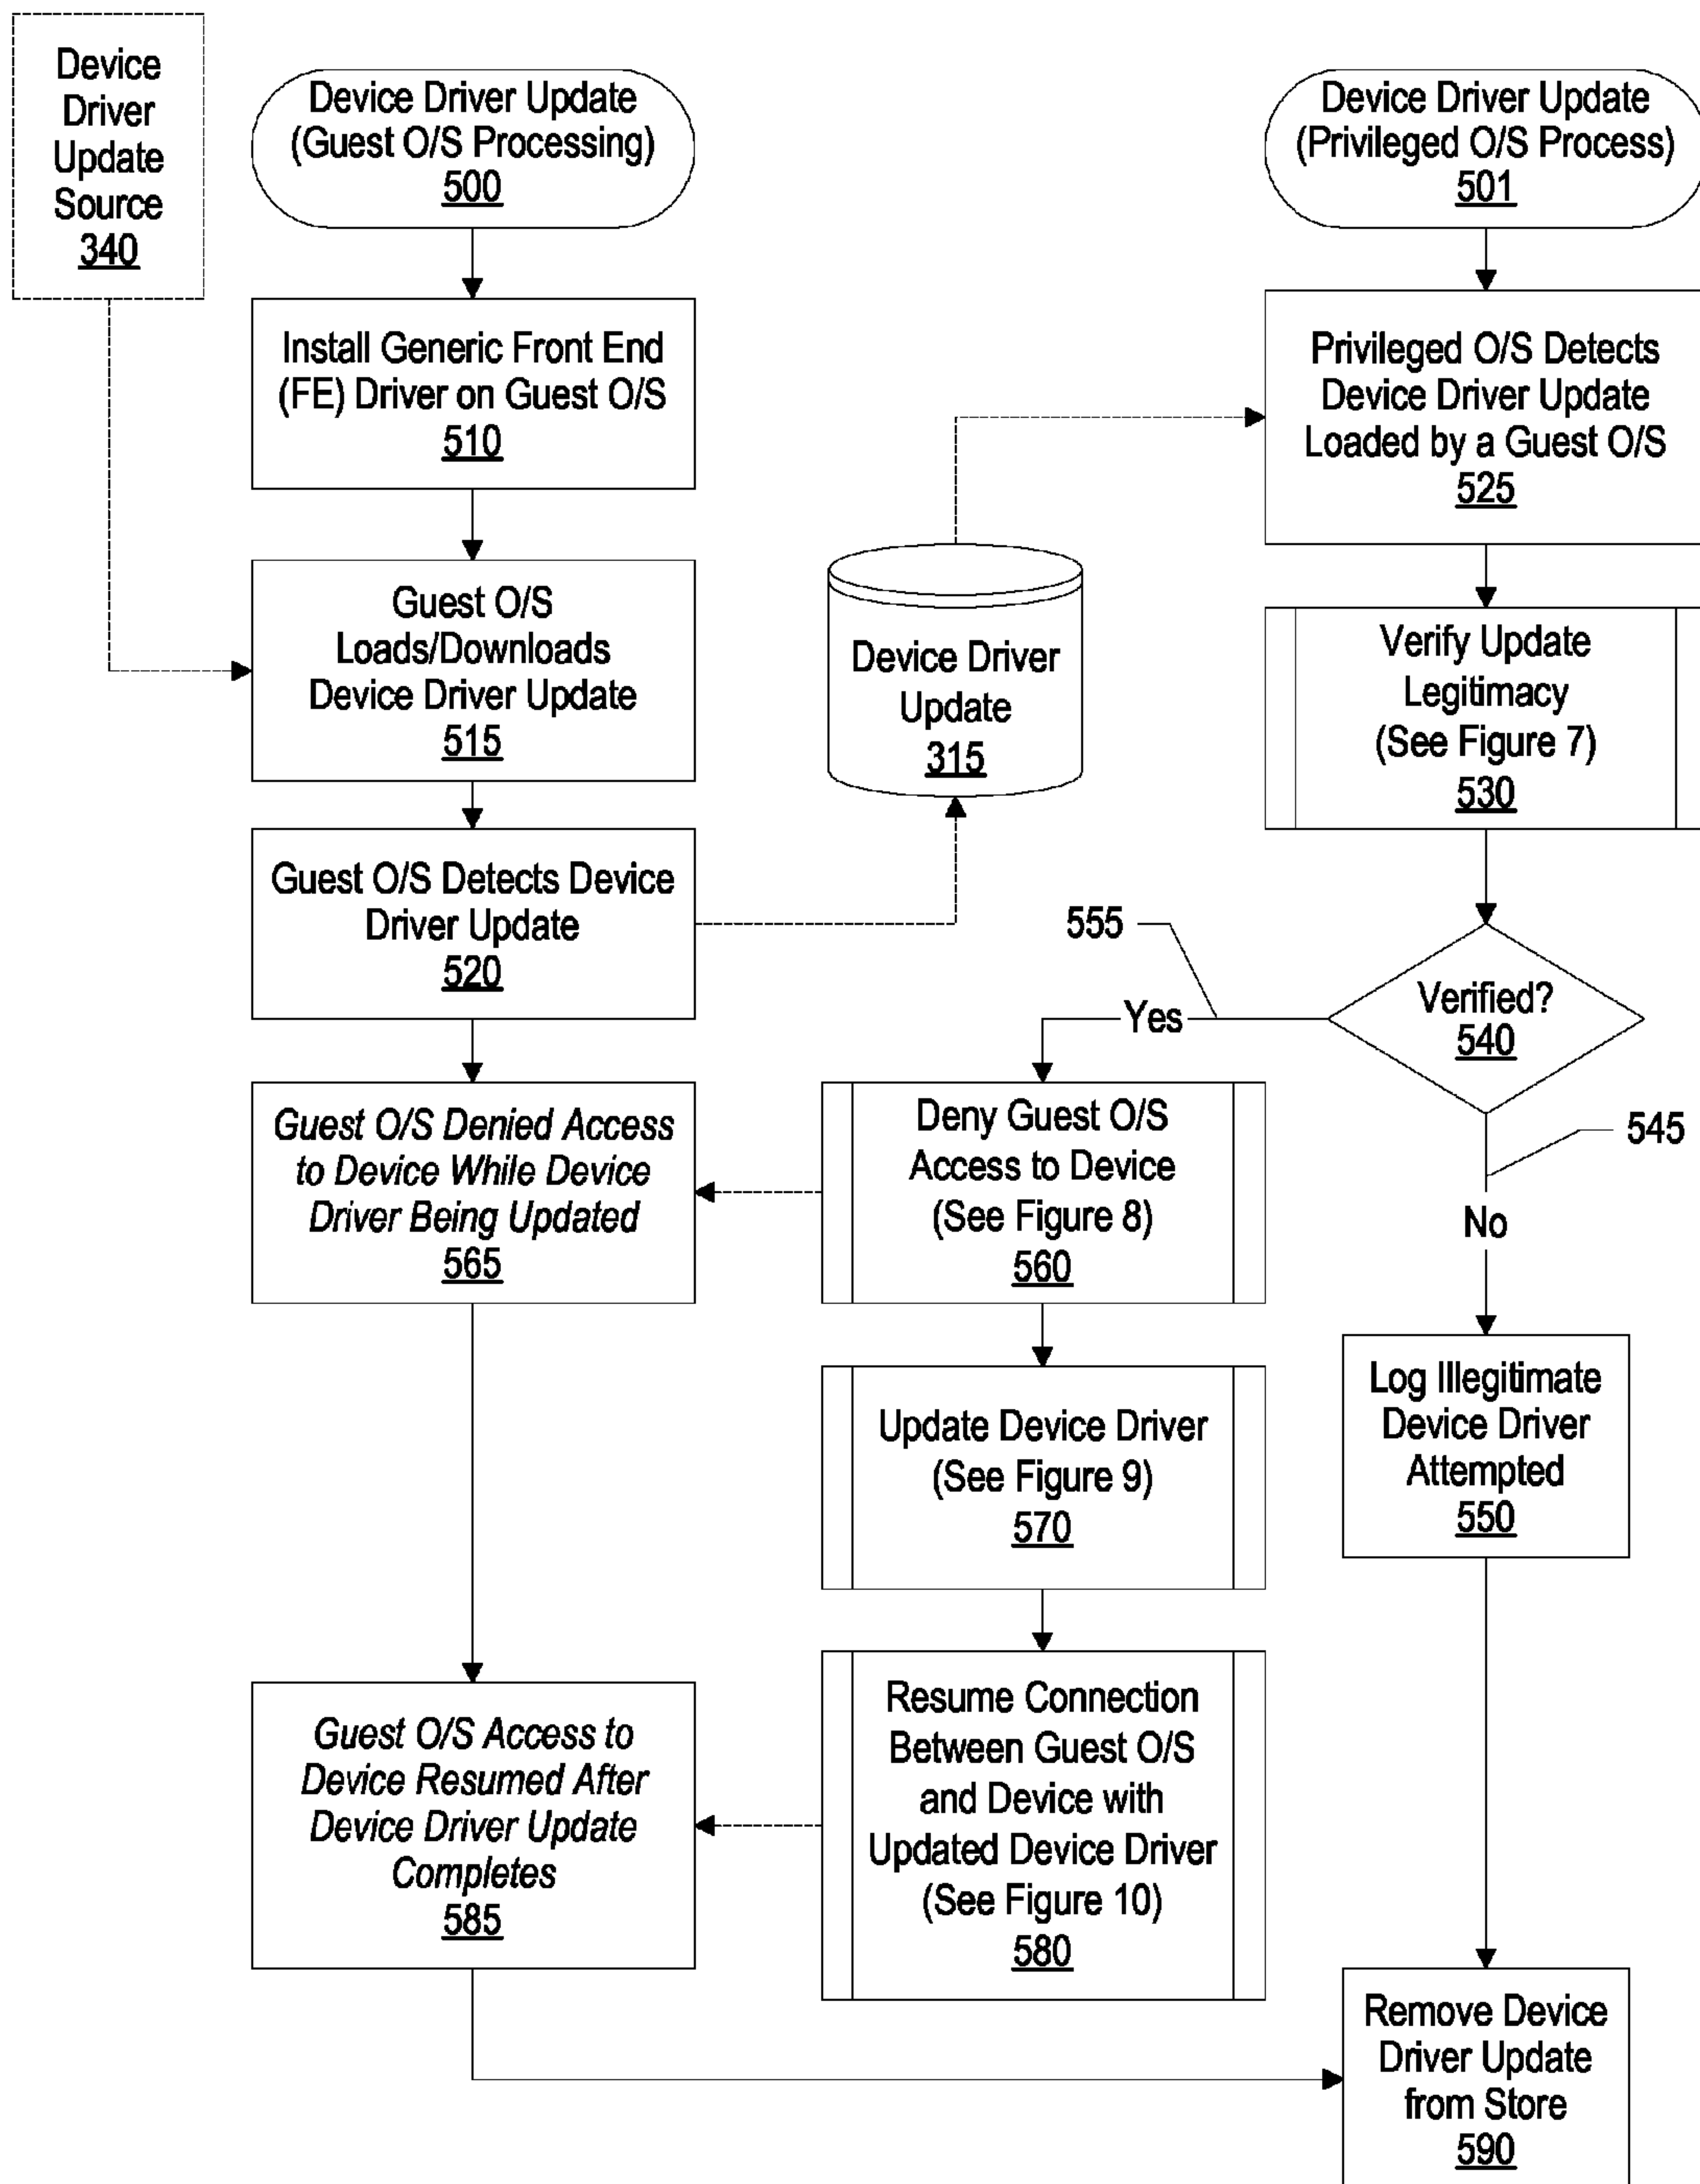 Device
Driver
Update
Source
340
Device Driver Update
(Guest O/S Processing)
500
Device Driver Update
(Privileged O/S Process)
501
Install Generic Front End
(FE) Driver on Guest O/S
510
Privileged O/S Detects
Device Driver Update
Loaded by a Guest O/S
525
Guest O/S
Loads/Downloads
Device Driver Update
515
Device Driver
Update
315
Verify Update
Legitimacy
(See Figure 7)
530
Guest O/S Detects Device
Driver Update
520
555
Yes
Verified?
540
545
No
Guest O/S Denied Access
to Device While Device
Driver Being Updated
565
Deny Guest O/S
Access to Device
(See Figure 8)
560
Update Device Driver
(See Figure 9)
570
Log Illegitimate
Device Driver
Attempted
550
Guest O/S Access to
Device Resumed After
Device Driver Update
Completes
585
Resume Connection
Between Guest O/S
and Device with
Updated Device Driver
(See Figure 10)
580
Remove Device
Driver Update
from Store
590